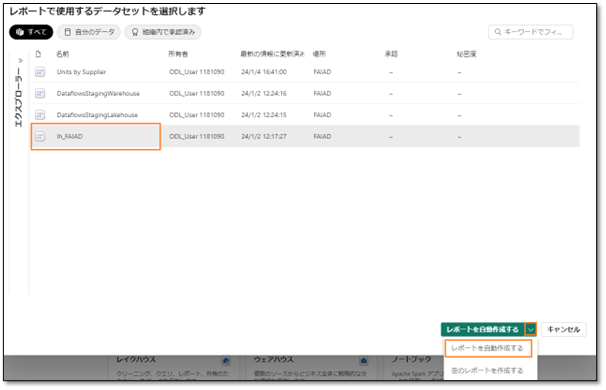 レポートで使用するデータセットを選択します
すべて 自分のデータ 組織内で承認済み キーワードでフィ...
エクスプローラー
名前 所有者 最新の情報に更新済み 場所 承認 秘密度
Units by Supplier ODL_User 1181090 24/1/4 16:41:00 FAIAD – –
DataflowsStagingWarehouse ODL_User 1181090 24/1/2 12:24:16 FAIAD – –
DataflowsStagingLakehouse ODL_User 1181090 24/1/2 12:24:15 FAIAD – –
lh_FAIAD ODL_User 1181090 24/1/2 12:17:27 FAIAD – –
レポートを自動作成する キャンセル
レポートを自動作成する
空のレポートを作成する
レイクハウス ウェアハウス ノートブック
クリーニング、クエリ、レポート、共有のた 複数のソースからビジネス全体に戦略的な分 Apache Spark アプリ